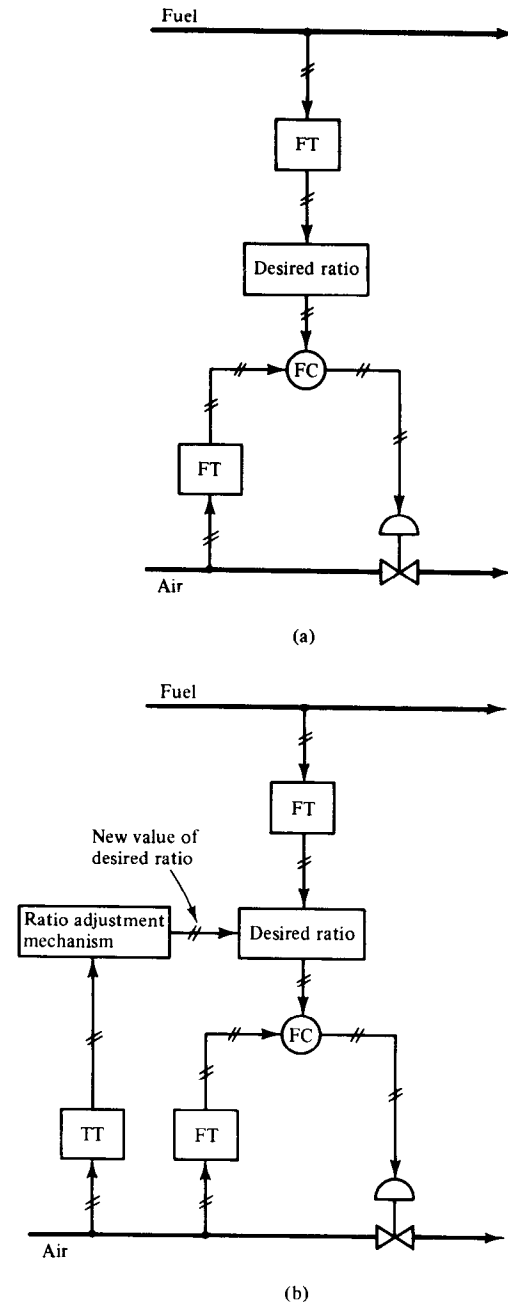 Fuel
FT
Desired ratio
FC
FT
Air
(a)
Fuel
FT
New value of
desired ratio
Ratio adjustment
mechanism
Desired ratio
FC
TT
FT
Air
(b)